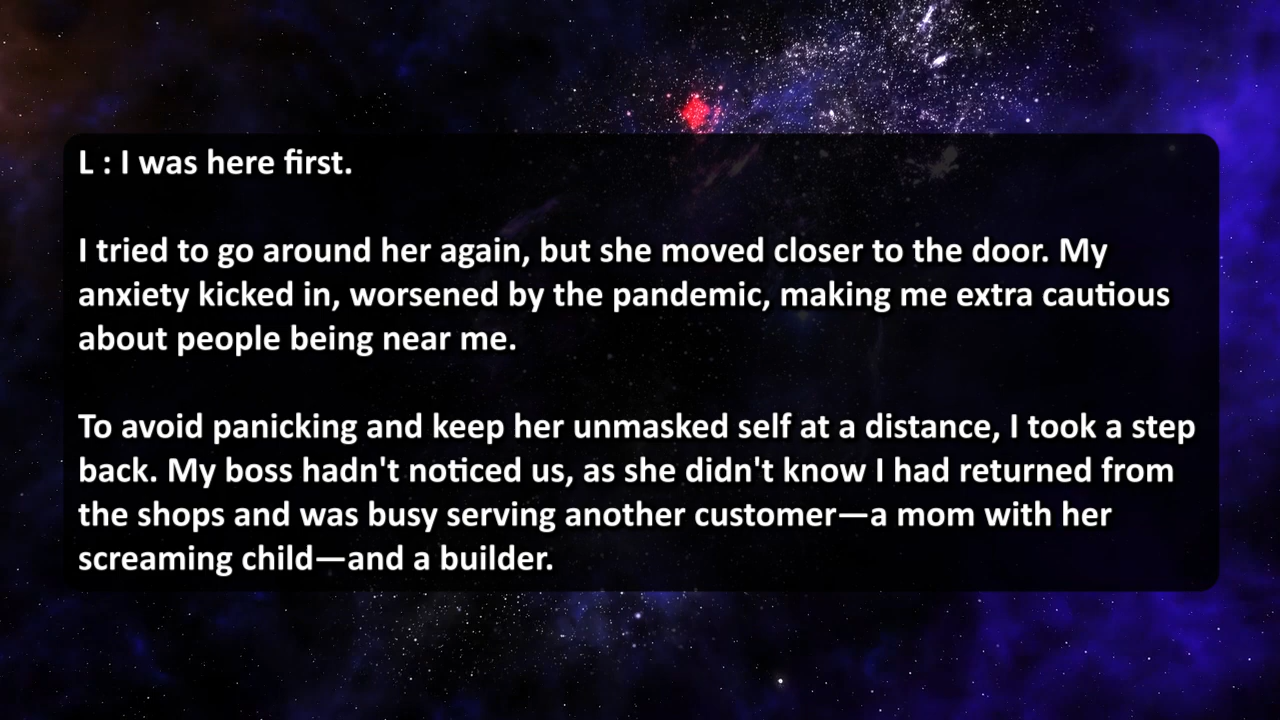 L : I was here first.
I tried to go around her again, but she moved closer to the door. My
anxiety kicked in, worsened by the pandemic, making me extra cautious
about people being near me.
To avoid panicking and keep her unmasked self at a distance, I took a step
back. My boss hadn't noticed us, as she didn't know I had returned from
the shops and was busy serving another customer—a mom with her
screaming child—and a builder.